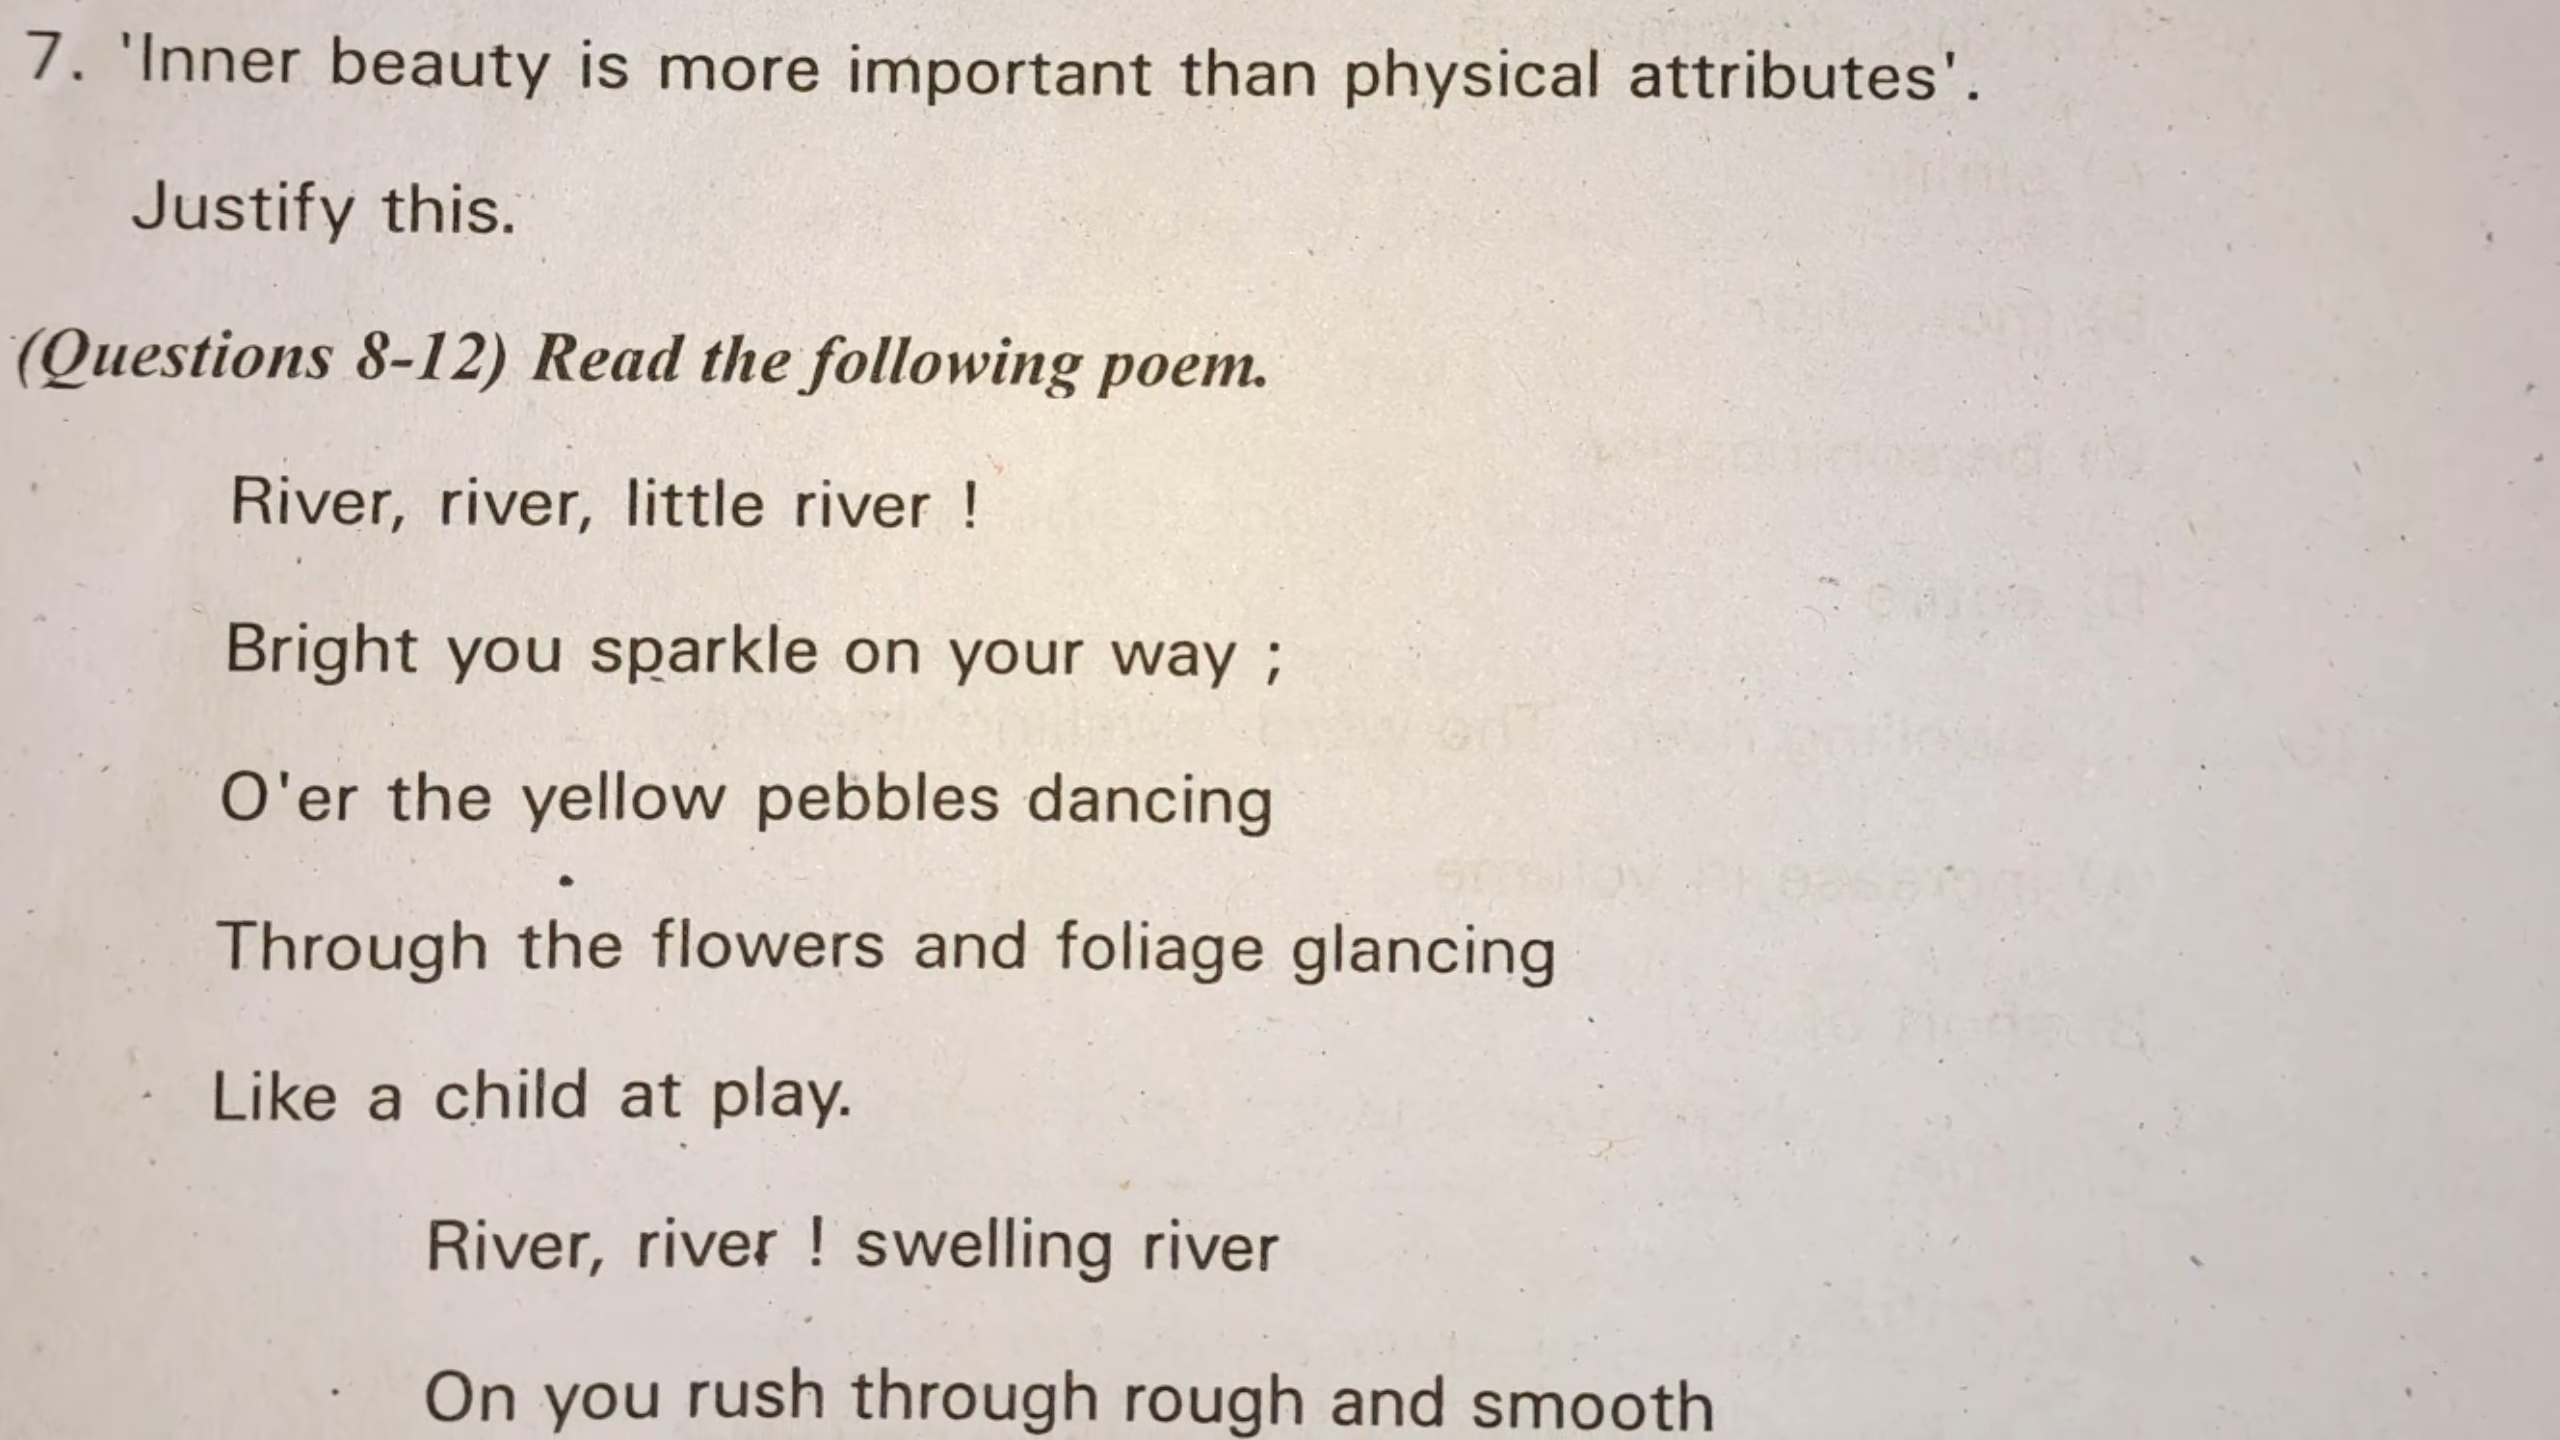 7. 'Inner beauty is more important than physical attributes'.
Justify this.
(Questions 8-12) Read the following poem.
River, river, little river !
Bright you sparkle on your way ;
O'er the yellow pebbles dancing
Through the flowers and foliage glancing
Like a child at play.
River, river ! swelling river
On you rush through rough and smooth